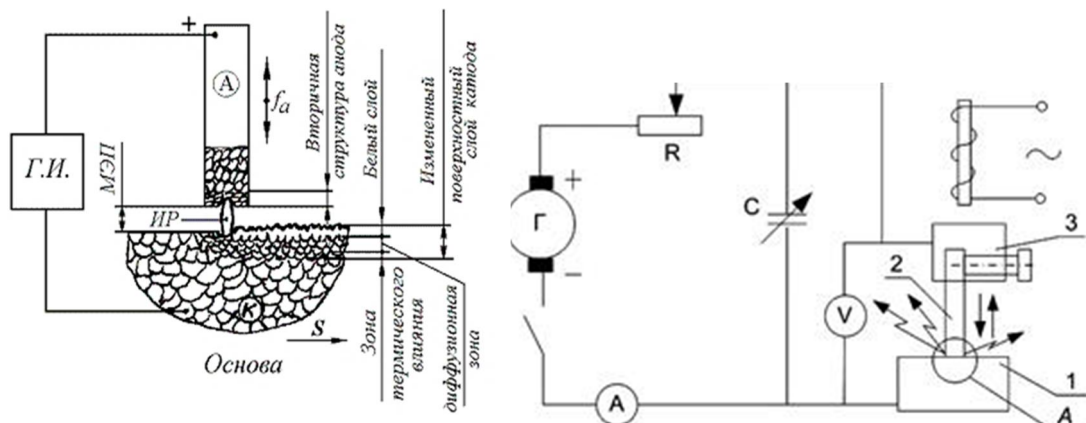 +
А
fа
Г.И.
МЭП
ИР
К
S
Основа
Вторичная
структура анода
Белый слой
Измененный
поверхностный
слой катода
Зона
термического
влияния
диффузионная
зона
R
+
Г
–
C
A
V
~
3
2
1
A